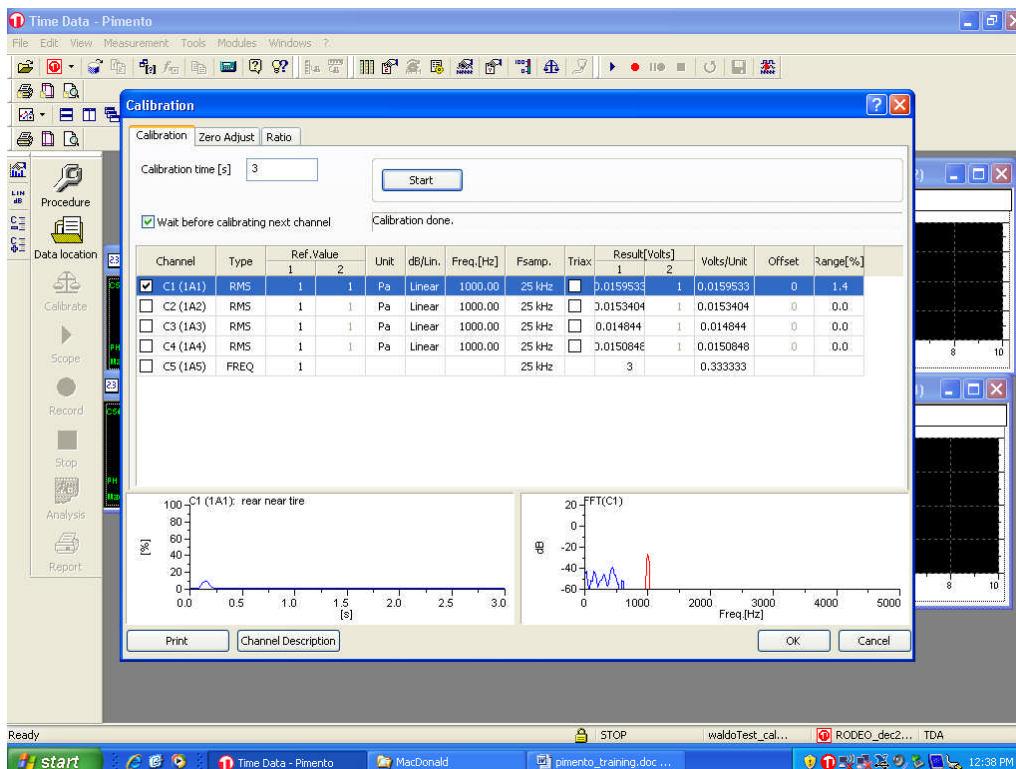 Time Data - Pimento
File Edit View Measurement Tools Modules Windows ?
Calibration
Calibration Zero Adjust Ratio
Calibration time [s] 3
Start
Wait before calibrating next channel
Calibration done.
Channel Type Ref.Value Unit dB/Lin. Freq.[Hz] Fsamp. Triax Result[Volts] Volts/Unit Offset Range[%]
1 2 1 2
C1 (1A1) RMS 1 1 Pa Linear 1000.00 25 kHz 0.0159533 1 0.0159533 0 1.4
C2 (1A2) RMS 1 1 Pa Linear 1000.00 25 kHz 0.0153404 1 0.0153404 0 0.0
C3 (1A3) RMS 1 1 Pa Linear 1000.00 25 kHz 0.014844 1 0.014844 0 0.0
C4 (1A4) RMS 1 1 Pa Linear 1000.00 25 kHz 0.0150848 1 0.0150848 0 0.0
C5 (1A5) FREQ 1 25 kHz 3 0.333333
C1 (1A1): rear near tire
[%]
100
80
60
40
20
0
0.0 0.5 1.0 1.5 2.0 2.5 3.0
[s]
FFT(C1)
dB
20
0
-20
-40
-60
0 1000 2000 3000 4000 5000
Freq.[Hz]
Print Channel Description OK Cancel
Procedure
Data location
Calibrate
Scope
Record
Stop
Analysis
Report
8 10
8 10
Ready STOP waldoTest_cal... RODEO_dec2... TDA
start Time Data - Pimento MacDonald pimento_training.doc ... 12:38 PM